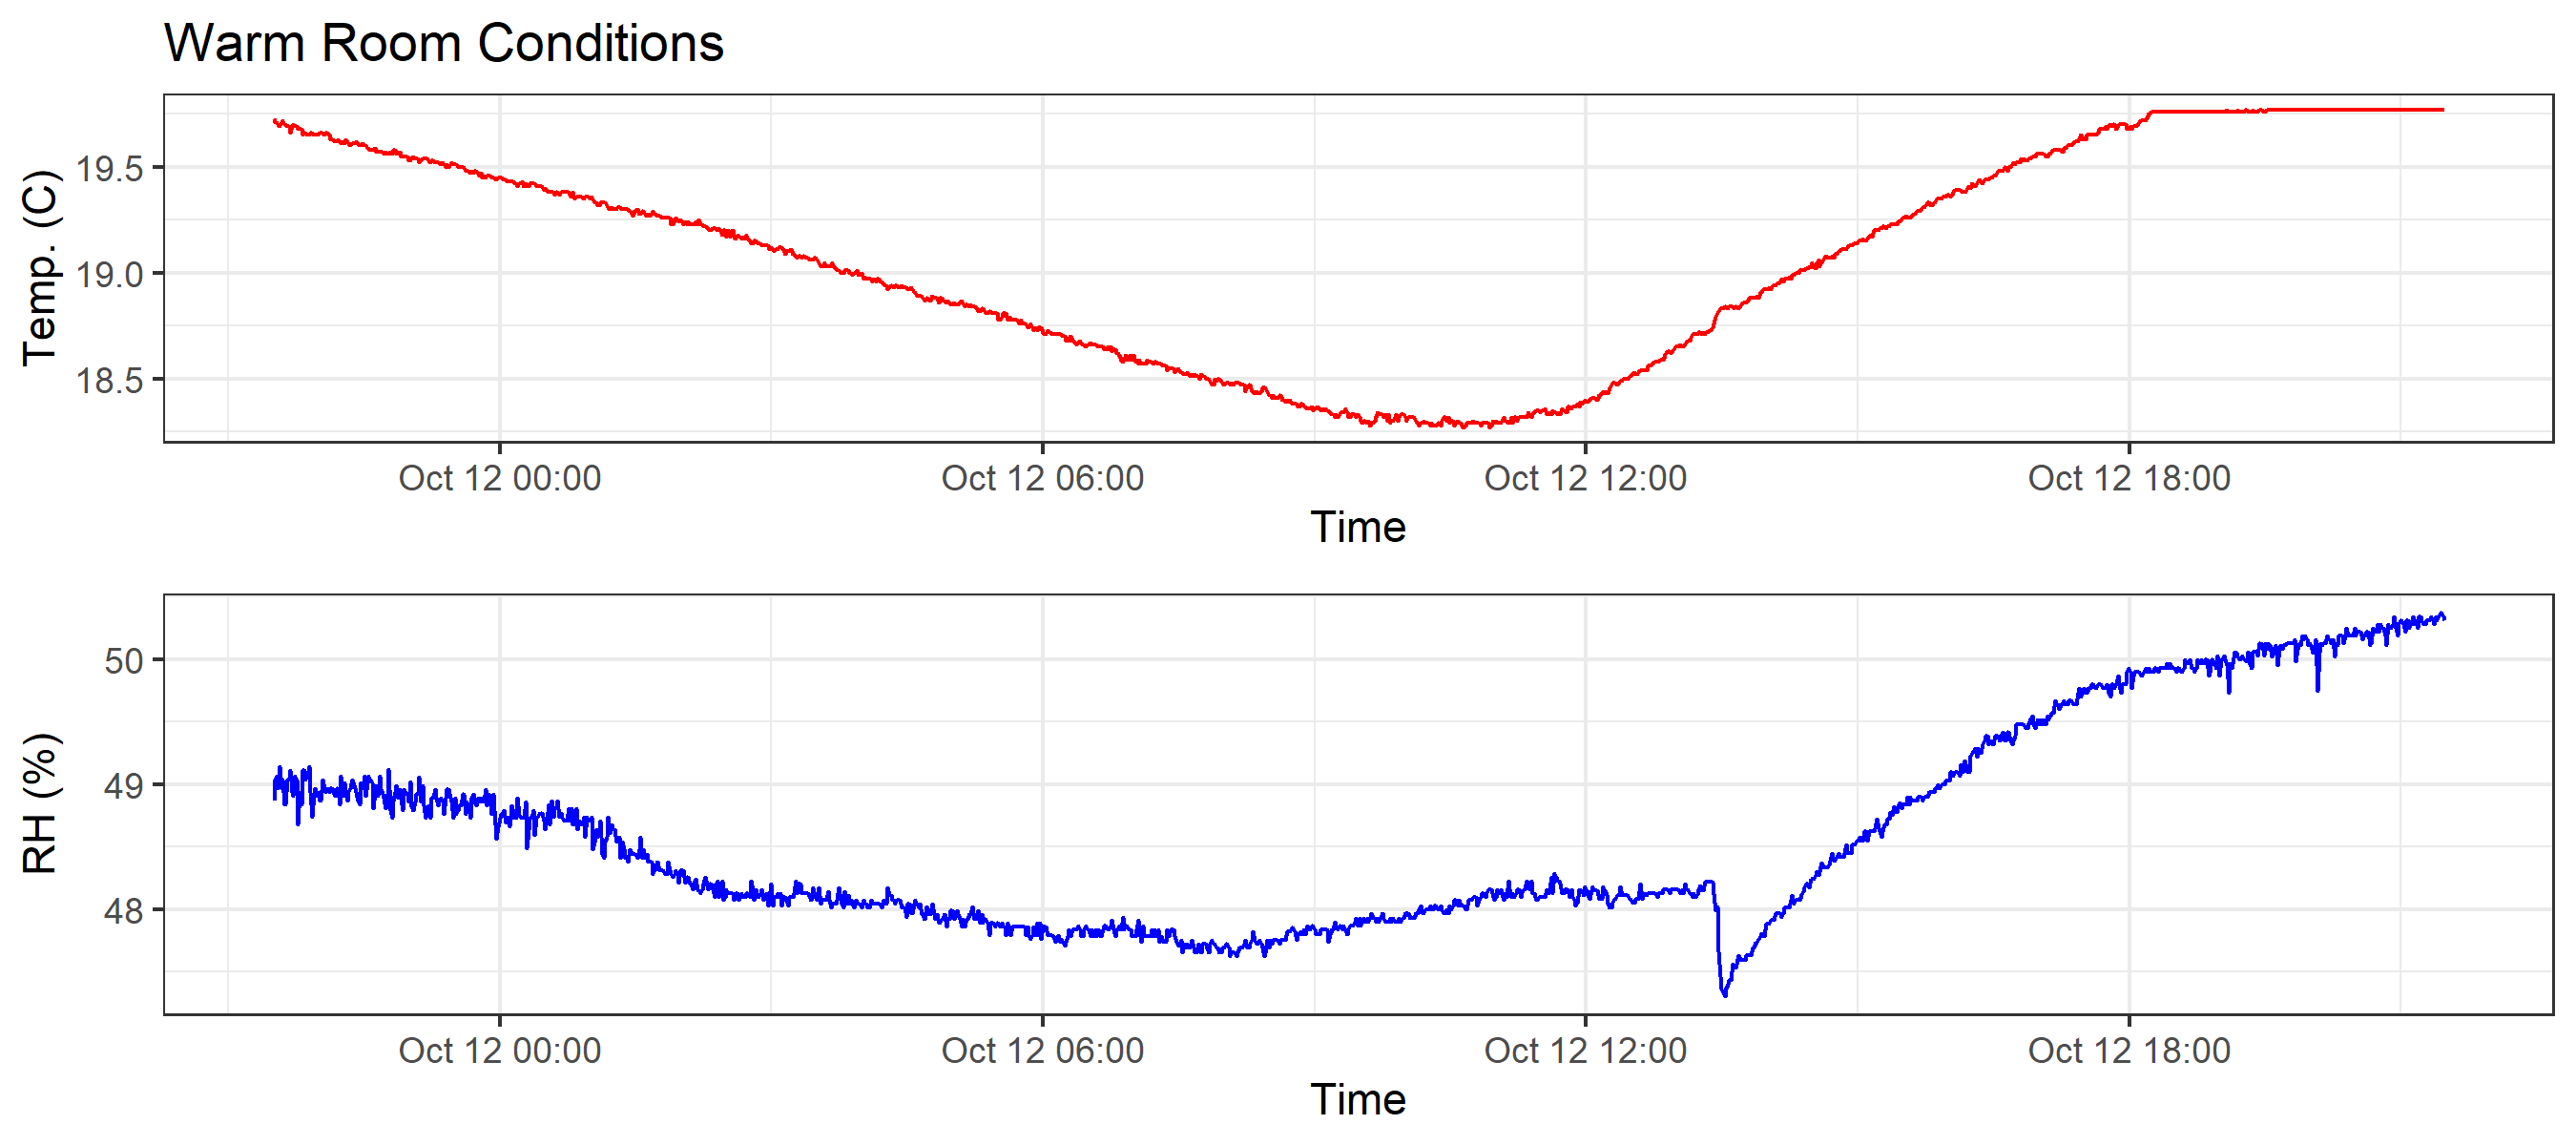 Warm Room Conditions
Temp. (C)
19.5
19.0
18.5
Oct 12 00:00 Oct 12 06:00 Oct 12 12:00 Oct 12 18:00
Time
RH (%)
50
49
48
Oct 12 00:00 Oct 12 06:00 Oct 12 12:00 Oct 12 18:00
Time